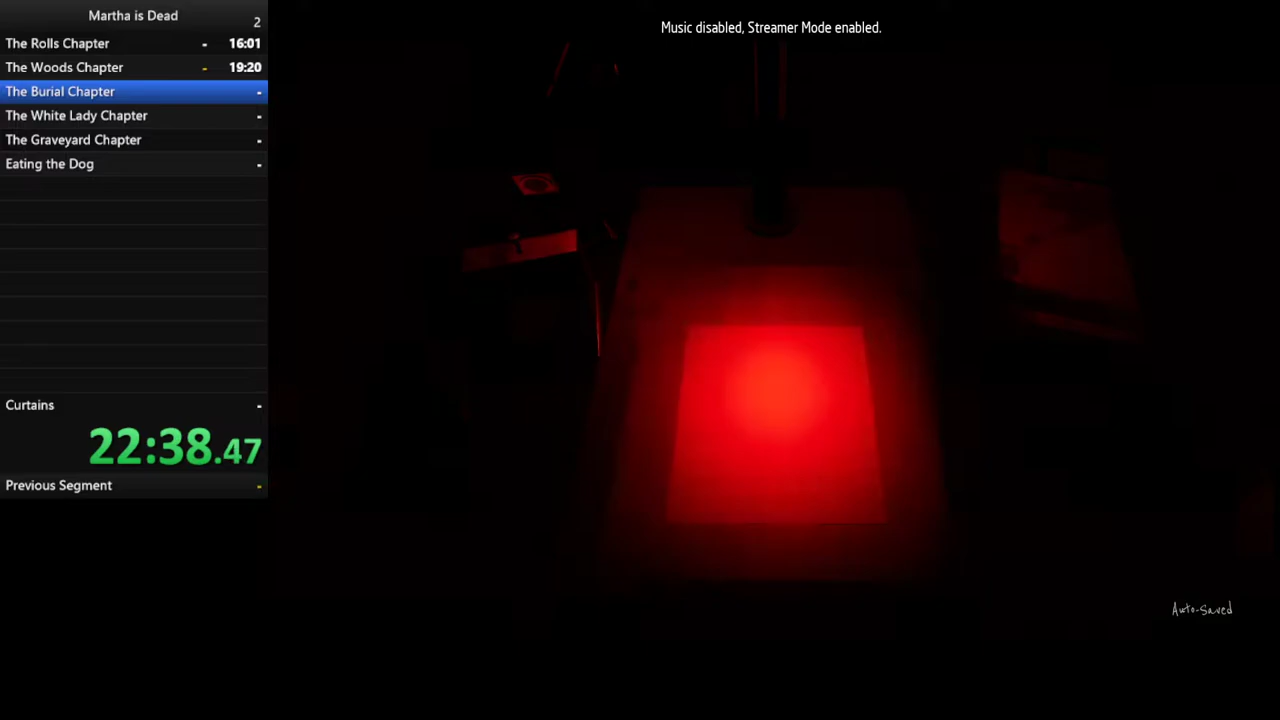 Martha is Dead
2
The Rolls Chapter - 16:01
The Woods Chapter - 19:20
The Burial Chapter -
The White Lady Chapter -
The Graveyard Chapter -
Eating the Dog -
Curtains -
22:38.47
Previous Segment -
Music disabled, Streamer Mode enabled.
Auto-Saved